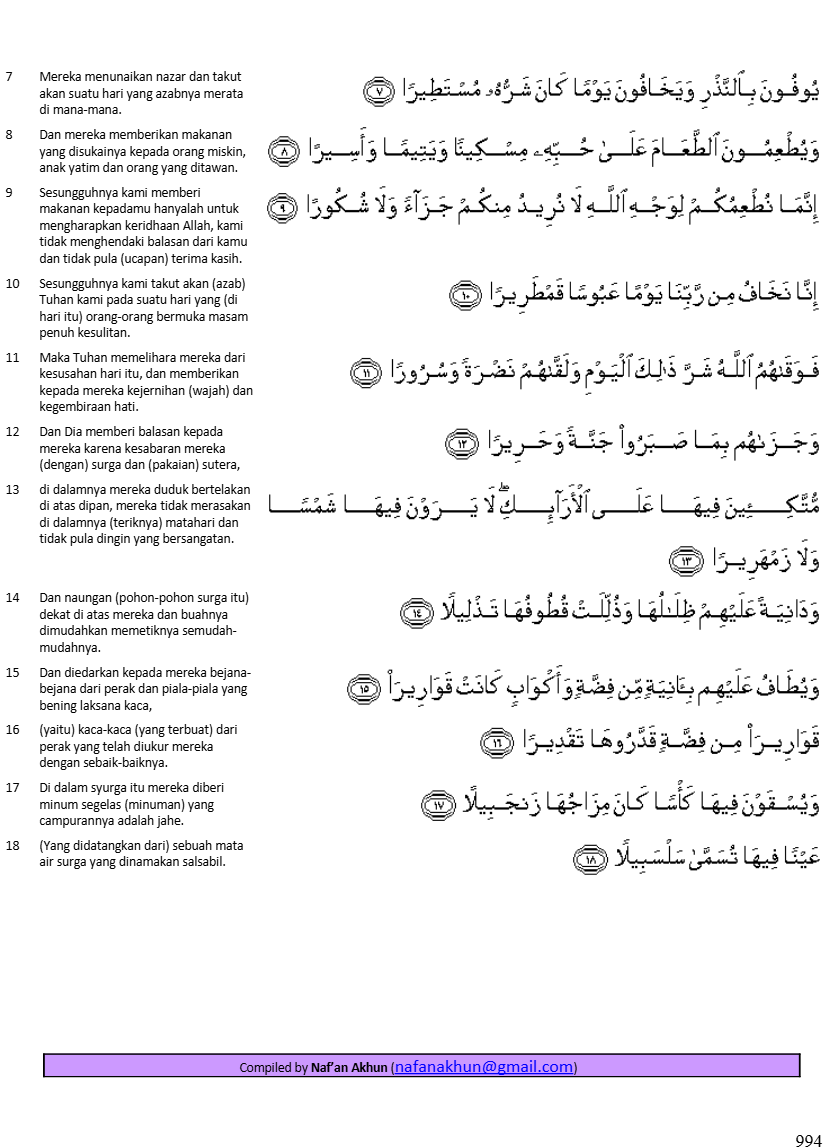 7 Mereka menunaikan nazar dan takut
akan suatu hari yang azabnya merata
di mana-mana.
يُوفُونَ بِٱلنَّذْرِ وَيَخَافُونَ يَوْمًا كَانَ شَرُّهُۥ مُسْتَطِيرًا ٧
8 Dan mereka memberikan makanan
yang disukainya kepada orang miskin,
anak yatim dan orang yang ditawan.
وَيُطْعِمُونَ ٱلطَّعَامَ عَلَىٰ حُبِّهِۦ مِسْكِينًا وَيَتِيمًا وَأَسِيرًا ٨
9 Sesungguhnya kami memberi
makanan kepadamu hanyalah untuk
mengharapkan keridhaan Allah, kami
tidak menghendaki balasan dari kamu
dan tidak pula (ucapan) terima kasih.
إِنَّمَا نُطْعِمُكُمْ لِوَجْهِ ٱللَّهِ لَا نُرِيدُ مِنكُمْ جَزَآءً وَلَا شُكُورًا ٩
10 Sesungguhnya kami takut akan (azab)
Tuhan kami pada suatu hari yang (di
hari itu) orang-orang bermuka masam
penuh kesulitan.
إِنَّا نَخَافُ مِن رَّبِّنَا يَوْمًا عَبُوسًا قَمْطَرِيرًا ١٠
11 Maka Tuhan memelihara mereka dari
kesusahan hari itu, dan memberikan
kepada mereka kejernihan (wajah) dan
kegembiraan hati.
فَوَقَىٰهُمُ ٱللَّهُ شَرَّ ذَٰلِكَ ٱلْيَوْمِ وَلَقَّىٰهُمْ نَضْرَةً وَسُرُورًا ١١
12 Dan Dia memberi balasan kepada
mereka karena kesabaran mereka
(dengan) surga dan (pakaian) sutera,
وَجَزَىٰهُم بِمَا صَبَرُوا۟ جَنَّةً وَحَرِيرًا ١٢
13 di dalamnya mereka duduk bertelakan
di atas dipan, mereka tidak merasakan
di dalamnya (teriknya) matahari dan
tidak pula dingin yang bersangatan.
مُّتَّكِـِٔينَ فِيهَا عَلَى ٱلْأَرَآئِكِ ۖ لَا يَرَوْنَ فِيهَا شَمْسًا
وَلَا زَمْهَرِيرًا ١٣
14 Dan naungan (pohon-pohon surga itu)
dekat di atas mereka dan buahnya
dimudahkan memetiknya semudah-
mudahnya.
وَدَانِيَةً عَلَيْهِمْ ظِلَـٰلُهَا وَذُلِّلَتْ قُطُوفُهَا تَذْلِيلًا ١٤
15 Dan diedarkan kepada mereka bejana-
bejana dari perak dan piala-piala yang
bening laksana kaca,
وَيُطَافُ عَلَيْهِم بِـَٔانِيَةٍ مِّن فِضَّةٍ وَأَكْوَابٍ كَانَتْ قَوَارِيرَا۠ ١٥
16 (yaitu) kaca-kaca (yang terbuat) dari
perak yang telah diukur mereka
dengan sebaik-baiknya.
قَوَارِيرَا۟ مِن فِضَّةٍ قَدَّرُوهَا تَقْدِيرًا ١٦
17 Di dalam syurga itu mereka diberi
minum segelas (minuman) yang
campurannya adalah jahe.
وَيُسْقَوْنَ فِيهَا كَأْسًا كَانَ مِزَاجُهَا زَنجَبِيلًا ١٧
18 (Yang didatangkan dari) sebuah mata
air surga yang dinamakan salsabil.
عَيْنًا فِيهَا تُسَمَّىٰ سَلْسَبِيلًا ١٨
Compiled by Naf’an Akhun (nafanakhun@gmail.com)
994